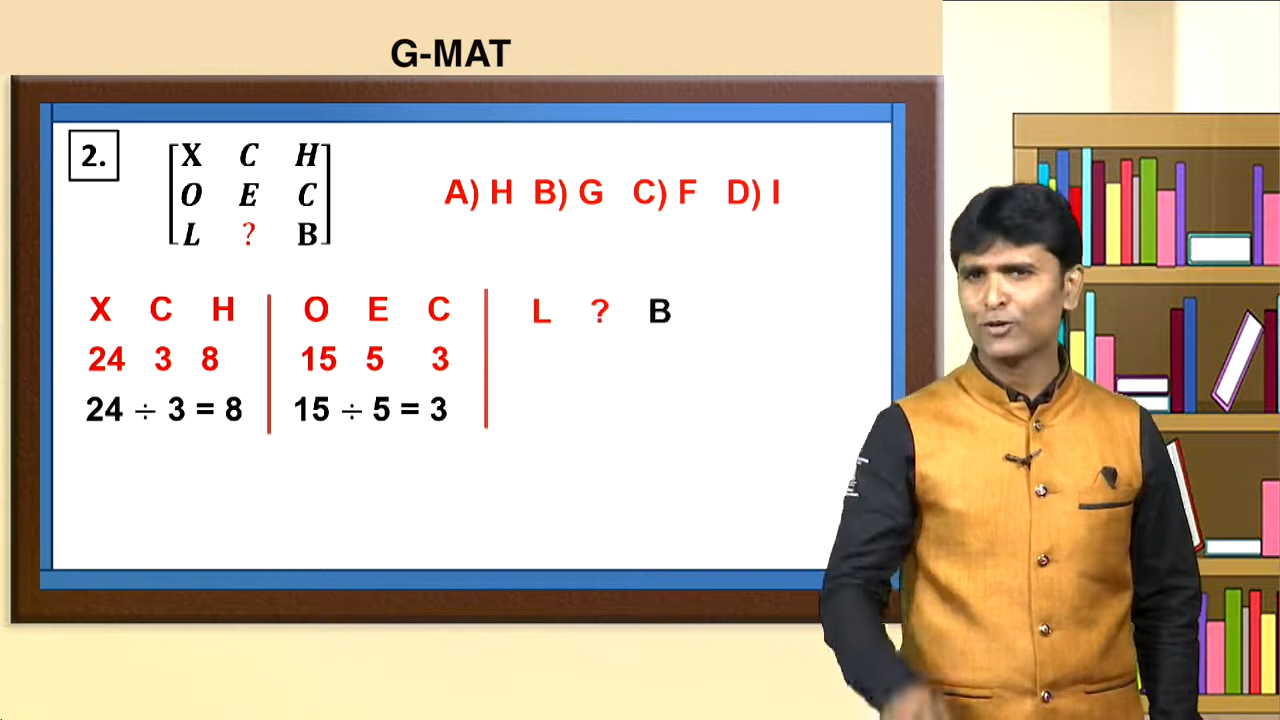 G-MAT
2.
X C H
O E C
L ? B
A) H B) G C) F D) I
X C H O E C L ? B
24 3 8 15 5 3
24 ÷ 3 = 8 15 ÷ 5 = 3